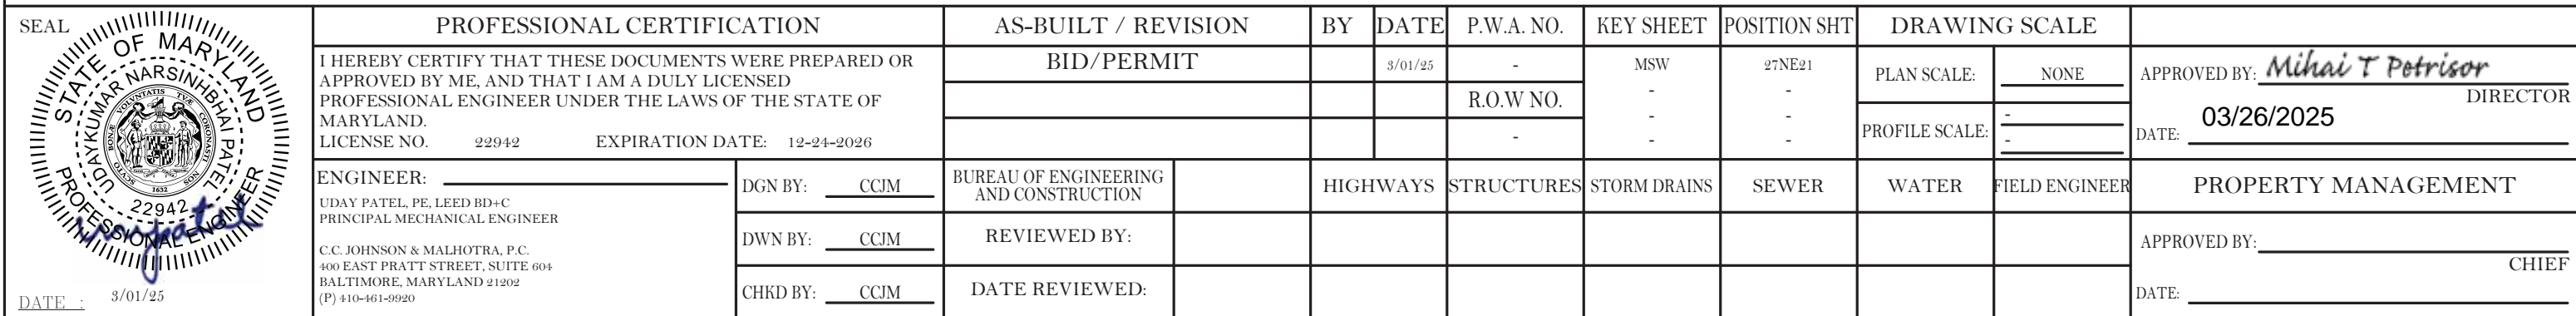 SEAL
STATE OF MARYLAND
UDAYKUMAR NARSINHBHAI PATEL
22942
PROFESSIONAL ENGINEER
1632
DATE :
3/01/25
PROFESSIONAL CERTIFICATION
I HEREBY CERTIFY THAT THESE DOCUMENTS WERE PREPARED OR
APPROVED BY ME, AND THAT I AM A DULY LICENSED
PROFESSIONAL ENGINEER UNDER THE LAWS OF THE STATE OF
MARYLAND.
LICENSE NO. 22942 EXPIRATION DATE: 12-24-2026
ENGINEER:
UDAY PATEL, PE, LEED BD+C
PRINCIPAL MECHANICAL ENGINEER
C.C. JOHNSON & MALHOTRA, P.C.
400 EAST PRATT STREET, SUITE 604
BALTIMORE, MARYLAND 21202
(P) 410-461-9920
DGN BY: CCJM
DWN BY: CCJM
CHKD BY: CCJM
AS-BUILT / REVISION BY DATE
BID/PERMIT 3/01/25
P.W.A. NO.
-
R.O.W NO.
-
KEY SHEET
MSW
-
-
-
POSITION SHT
27NE21
-
-
-
DRAWING SCALE
PLAN SCALE: NONE
PROFILE SCALE: -
-
APPROVED BY: Mihai T Petrisor
DIRECTOR
DATE: 03/26/2025
BUREAU OF ENGINEERING
AND CONSTRUCTION
HIGHWAYS STRUCTURES STORM DRAINS SEWER WATER FIELD ENGINEER
REVIEWED BY:
DATE REVIEWED:
PROPERTY MANAGEMENT
APPROVED BY:
CHIEF
DATE: